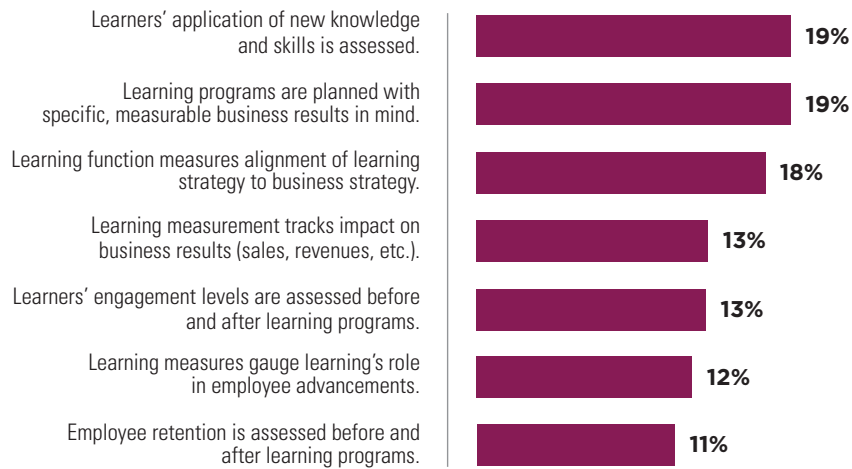 Learners’ application of new knowledge
and skills is assessed.
19%
Learning programs are planned with
specific, measurable business results in mind.
19%
Learning function measures alignment of learning
strategy to business strategy.
18%
Learning measurement tracks impact on
business results (sales, revenues, etc.).
13%
Learners’ engagement levels are assessed before
and after learning programs.
13%
Learning measures gauge learning’s role
in employee advancements.
12%
Employee retention is assessed before and
after learning programs.
11%